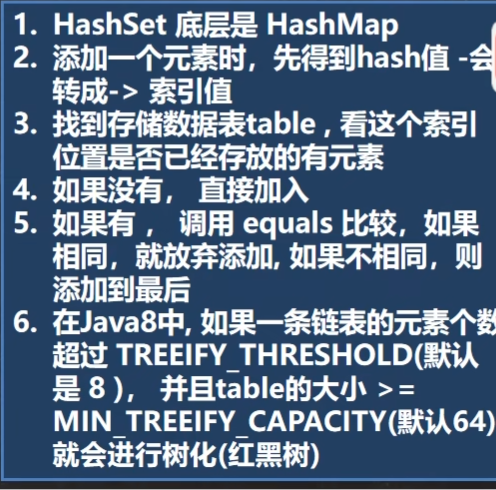 1. HashSet 底层是 HashMap
2. 添加一个元素时，先得到hash值 -会
转成-> 索引值
3. 找到存储数据表table , 看这个索引
位置是否已经存放的有元素
4. 如果没有， 直接加入
5. 如果有 ， 调用 equals 比较，如果
相同，就放弃添加, 如果不相同，则
添加到最后
6. 在Java8中, 如果一条链表的元素个数
超过 TREEIFY_THRESHOLD(默认
是 8 )， 并且table的大小 >=
MIN_TREEIFY_CAPACITY(默认64)
就会进行树化(红黑树)